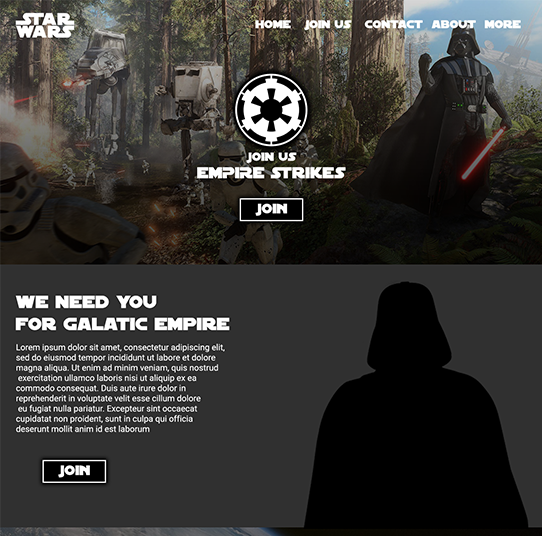 STAR
WARS
HOME JOIN US CONTACT ABOUT MORE
JOIN US
EMPIRE STRIKES
JOIN
WE NEED YOU
FOR GALATIC EMPIRE
Lorem ipsum dolor sit amet, consectetur adipiscing elit,
sed do eiusmod tempor incididunt ut labore et dolore
magna aliqua. Ut enim ad minim veniam, quis nostrud
exercitation ullamco laboris nisi ut aliquip ex ea
commodo consequat. Duis aute irure dolor in
reprehenderit in voluptate velit esse cillum dolore
eu fugiat nulla pariatur. Excepteur sint occaecat
cupidatat non proident, sunt in culpa qui officia
deserunt mollit anim id est laborum
JOIN